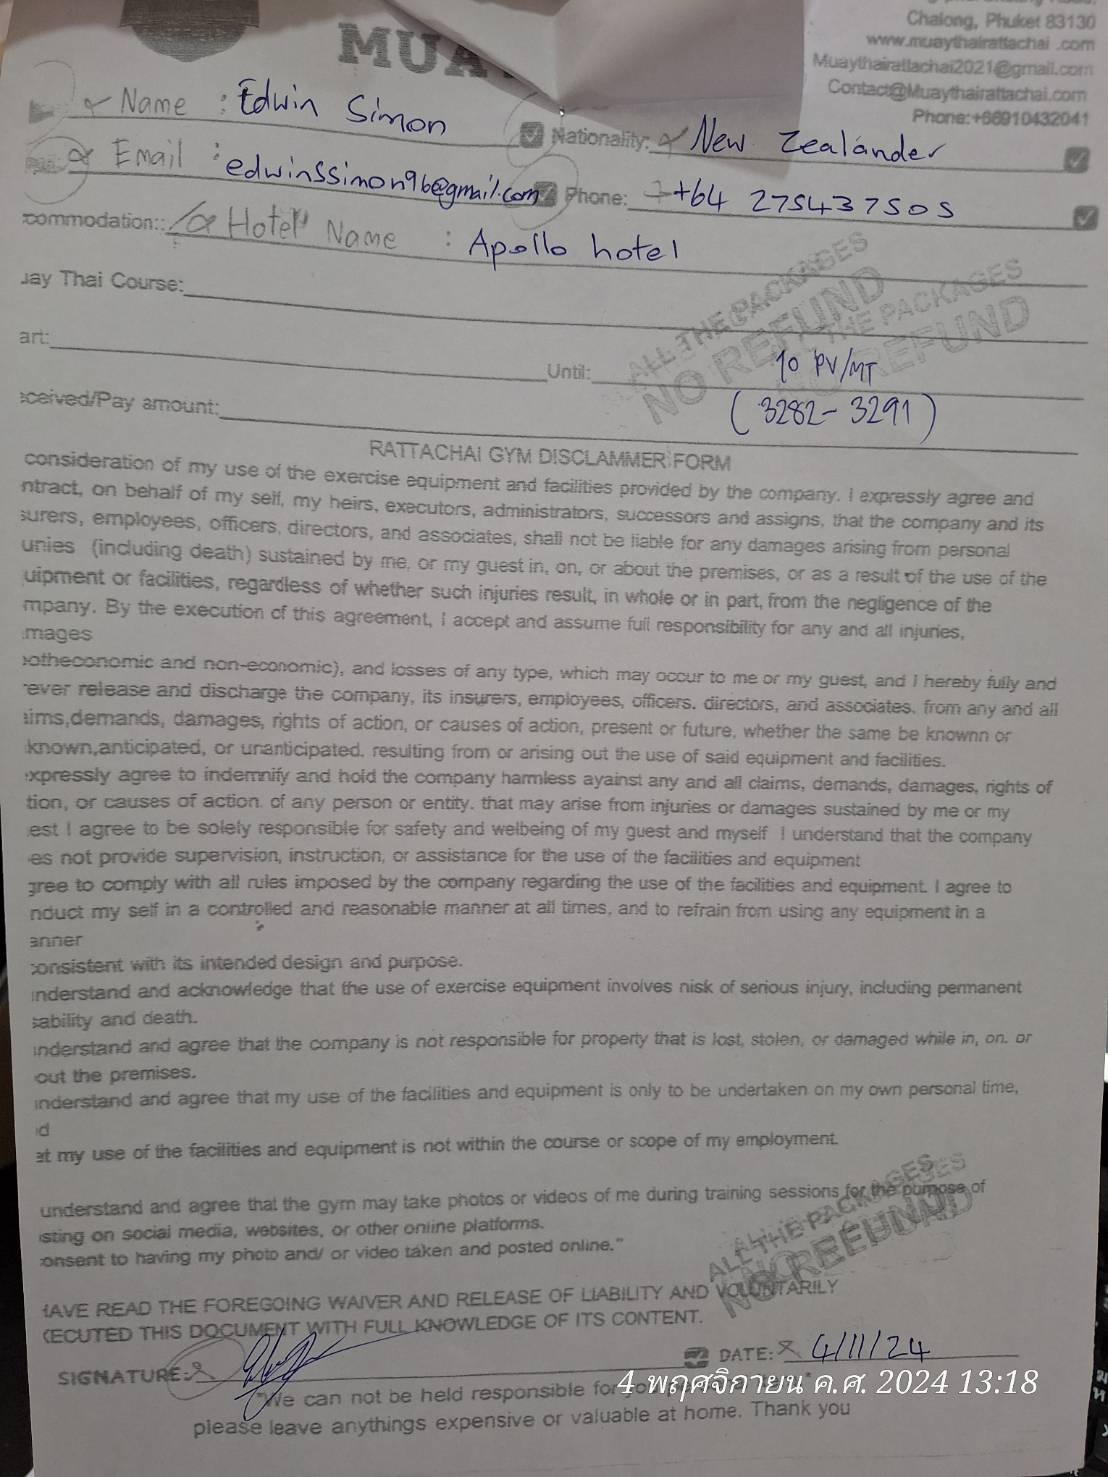 MUA
Chalong, Phuket 83130
www.muaythairattachai .com
Muaythairattachai2021@gmail.com
Contact@Muaythairattachai.com
Phone:+66910432041
Name : Edwin Simon
Nationality: New Zealander
Email : edwinssimon96@gmail.com
Phone: +64 275437505
commodation:: Hotel Name : Apollo hotel
uay Thai Course:
ALL THE PACKAGES
NO REFUND
THE PACKAGES
REFUND
art:
Until:
10 PV/MT
ceived/Pay amount:
(3282-3291)
RATTACHAI GYM DISCLAMMER FORM
consideration of my use of the exercise equipment and facilities provided by the company. I expressly agree and
ntract, on behalf of my self, my heirs, executors, administrators, successors and assigns, that the company and its
surers, employees, officers, directors, and associates, shall not be liable for any damages arising from personal
uries (including death) sustained by me, or my guest in, on, or about the premises, or as a result of the use of the
uipment or facilities, regardless of whether such injuries result, in whole or in part, from the negligence of the
mpany. By the execution of this agreement, I accept and assume full responsibility for any and all injuries,
mages
otheconomic and non-economic), and losses of any type, which may occur to me or my guest, and I hereby fully and
rever release and discharge the company, its insurers, employees, officers. directors, and associates. from any and all
aims,demands, damages, rights of action, or causes of action, present or future, whether the same be knownn or
known,anticipated, or unanticipated. resulting from or arising out the use of said equipment and facilities.
expressly agree to indemnify and hold the company harmless ayainst any and all claims, demands, damages, rights of
tion, or causes of action. of any person or entity. that may arise from injuries or damages sustained by me or my
est I agree to be solely responsible for safety and welbeing of my guest and myself I understand that the company
es not provide supervision, instruction, or assistance for the use of the facilities and equipment
gree to comply with all rules imposed by the company regarding the use of the facilities and equipment. I agree to
nduct my self in a controlled and reasonable manner at all times, and to refrain from using any equipment in a
anner
consistent with its intended design and purpose.
understand and acknowledge that the use of exercise equipment involves nisk of serious injury, including permanent
sability and death.
understand and agree that the company is not responsible for property that is lost, stolen, or damaged while in, on. or
out the premises.
understand and agree that my use of the facilities and equipment is only to be undertaken on my own personal time,
d
at my use of the facilities and equipment is not within the course or scope of my employment.
understand and agree that the gym may take photos or videos of me during training sessions for the purpose of
sting on social media, websites, or other online platforms.
onsent to having my photo and/ or video taken and posted online."
ALL THE PACKAGES
NO REFUND
HAVE READ THE FOREGOING WAIVER AND RELEASE OF LIABILITY AND VOLUNTARILY
KECUTED THIS DOCUMENT WITH FULL KNOWLEDGE OF ITS CONTENT.
SIGNATURE:
DATE: 4/11/24
4 พฤศจิกายน ค.ศ. 2024 13:18
"We can not be held responsible for
please leave anythings expensive or valuable at home. Thank you